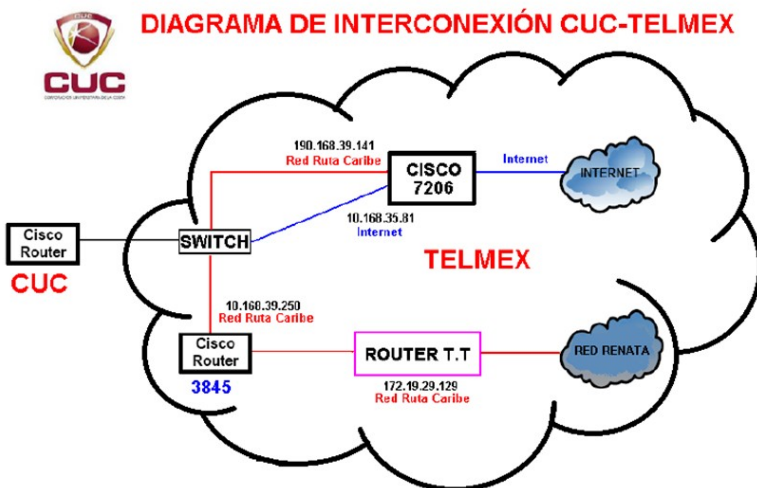 DIAGRAMA DE INTERCONEXIÓN CUC-TELMEX
CUC
190.168.39.141
Red Ruta Caribe
CISCO
7206
Internet
INTERNET
10.168.35.81
Internet
Cisco
Router
CUC
SWITCH
TELMEX
10.168.39.250
Red Ruta Caribe
Cisco
Router
3845
ROUTER T.T
172.19.29.129
Red Ruta Caribe
RED RENATA